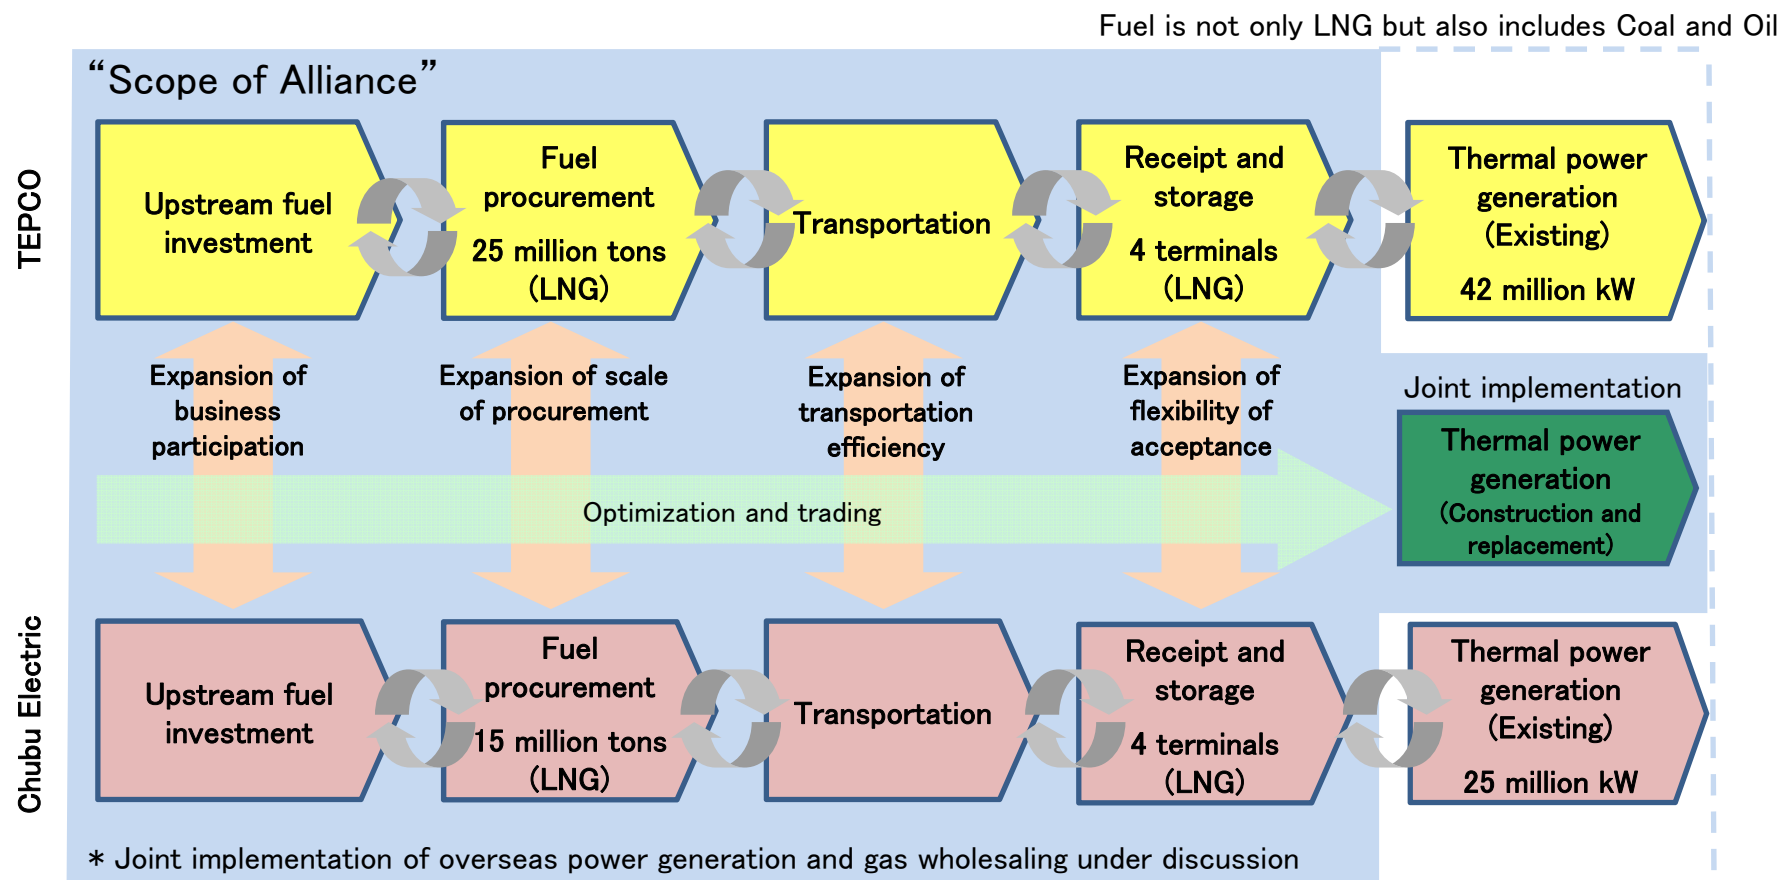 Fuel is not only LNG but also includes Coal and Oil
“Scope of Alliance”
TEPCO
Upstream fuel
investment
Fuel
procurement
25 million tons
(LNG)
Transportation
Receipt and
storage
4 terminals
(LNG)
Thermal power
generation
(Existing)
42 million kW
Expansion of
business
participation
Expansion of scale
of procurement
Expansion of
transportation
efficiency
Expansion of
flexibility of
acceptance
Joint implementation
Thermal power
generation
(Construction and
replacement)
Optimization and trading
Chubu Electric
Upstream fuel
investment
Fuel
procurement
15 million tons
(LNG)
Transportation
Receipt and
storage
4 terminals
(LNG)
Thermal power
generation
(Existing)
25 million kW
* Joint implementation of overseas power generation and gas wholesaling under discussion